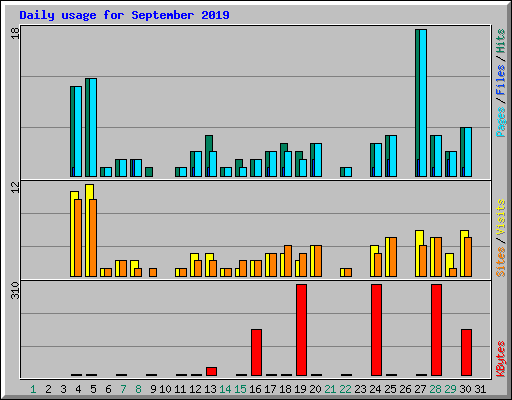 Daily usage for September 2019
18
12
310
Pages / Files / Hits
Sites / Visits
KBytes
1 2 3 4 5 6 7 8 9 10 11 12 13 14 15 16 17 18 19 20 21 22 23 24 25 26 27 28 29 30 31